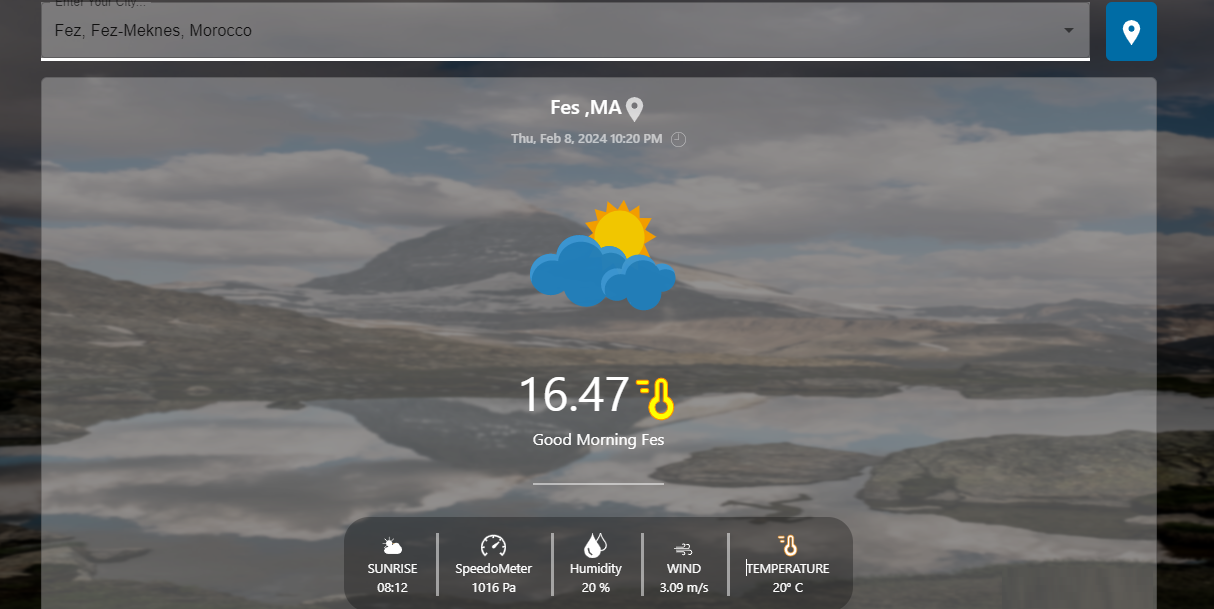 Enter Your City...
Fez, Fez-Meknes, Morocco
Fes ,MA
Thu, Feb 8, 2024 10:20 PM
16.47
Good Morning Fes
SUNRISE SpeedoMeter Humidity WIND TEMPERATURE
08:12 1016 Pa 20 % 3.09 m/s 20° C